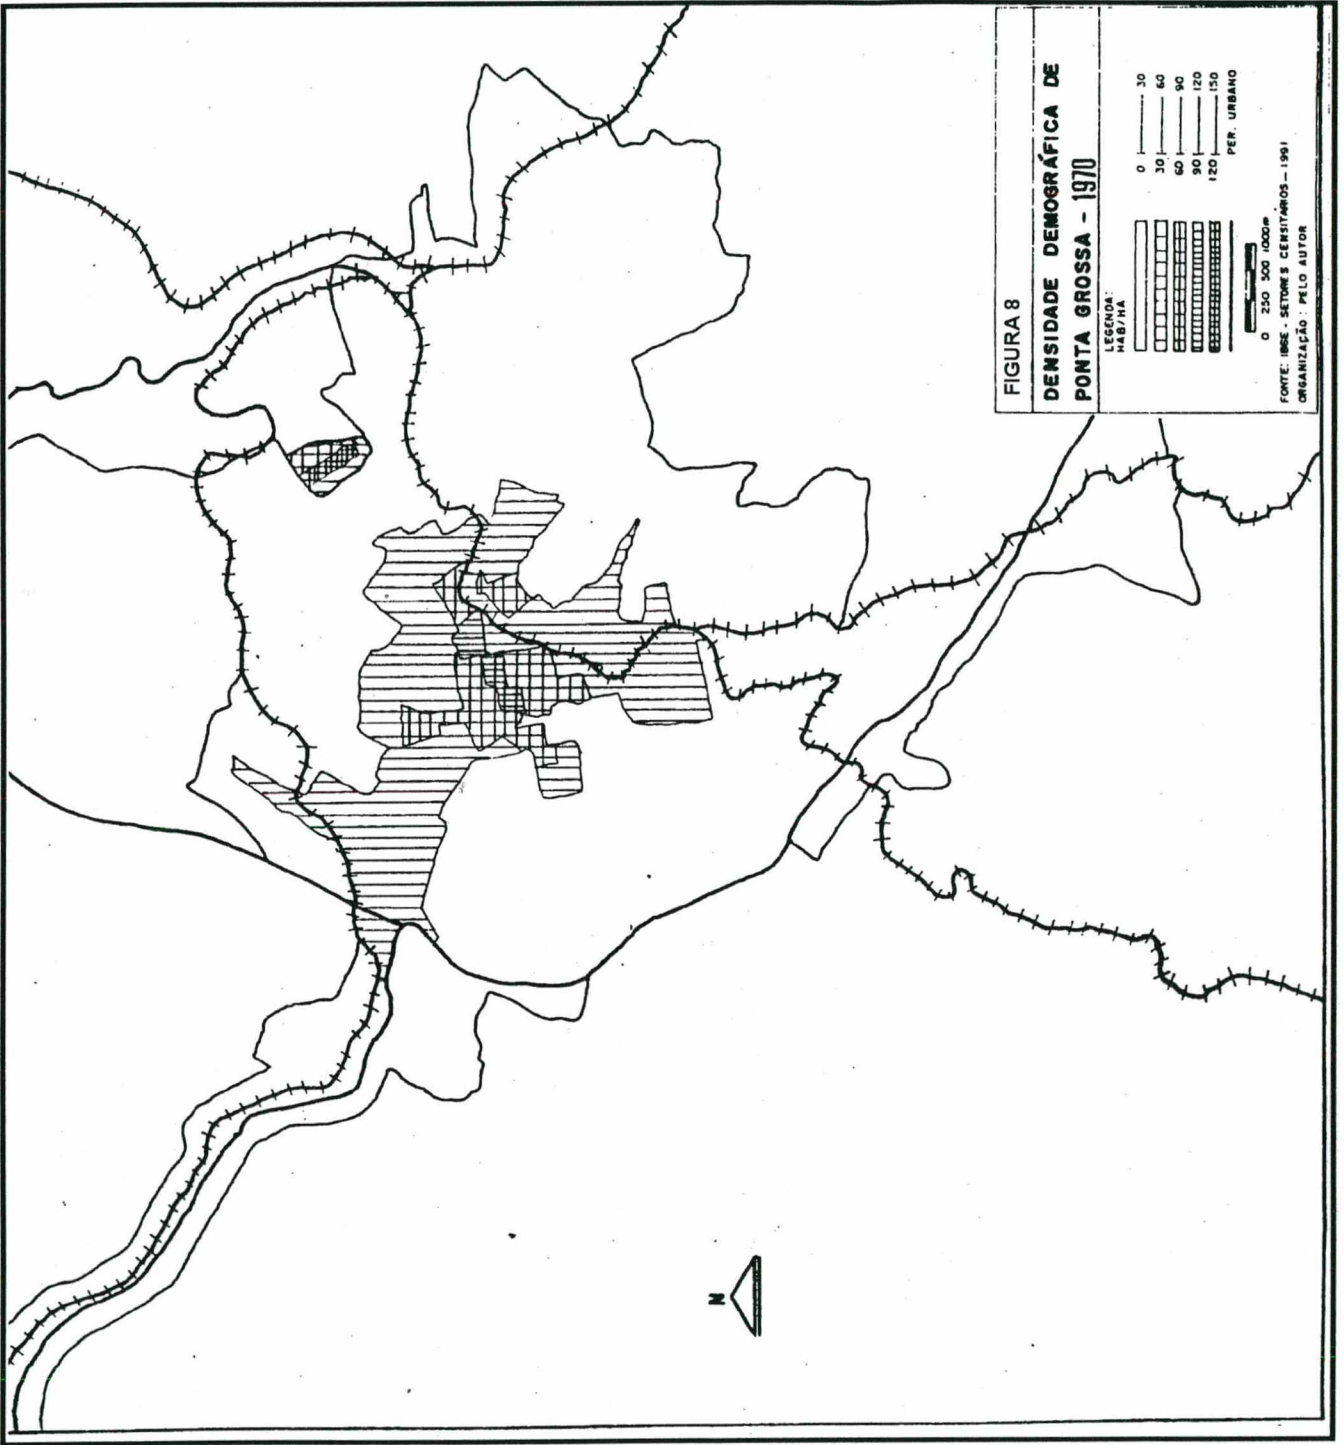 FIGURA 8
DENSIDADE DEMOGRÁFICA DE
PONTA GROSSA - 1970
LEGENDA:
HAB/HA
0 30
30 60
60 90
90 120
120 150
PER. URBANO
0 250 500 1000m
FONTE: IBGE - SETORES CENSITARIOS - 1991
ORGANIZAÇÃO: PELO AUTOR
N